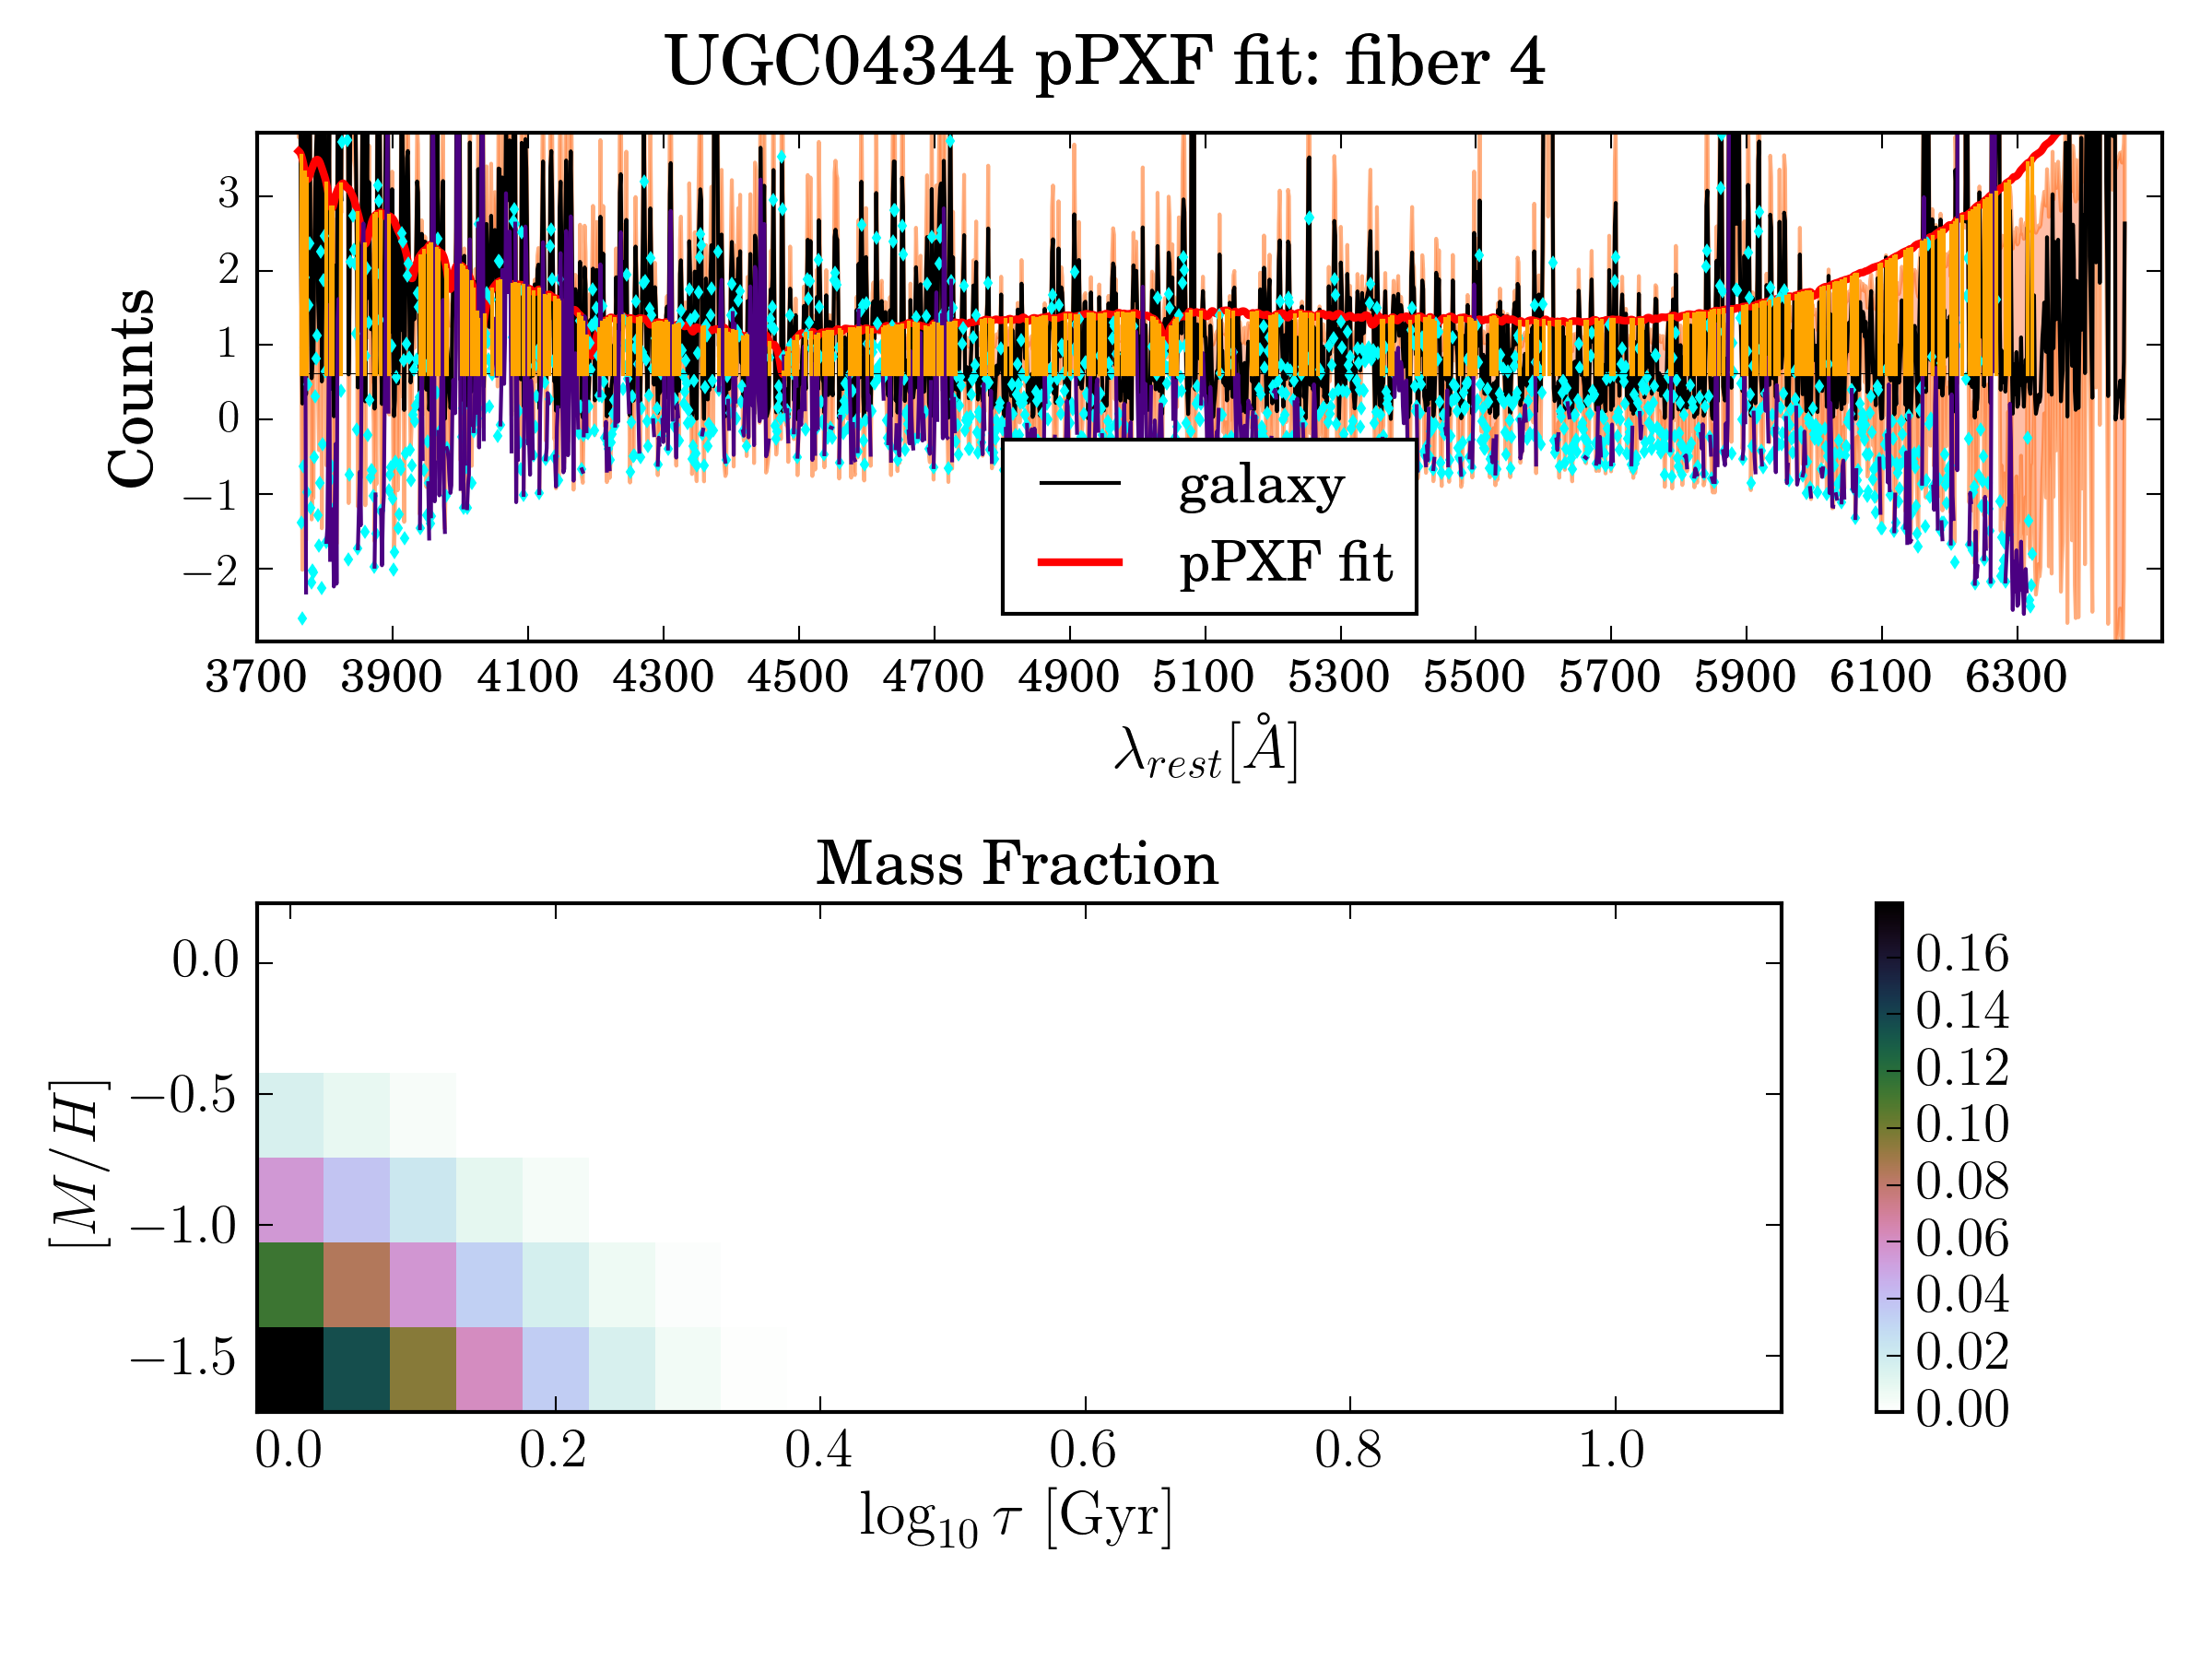 UGC04344 pPXF fit: fiber 4
Counts
3
2
1
0
−1
−2
galaxy
pPXF fit
3700 3900 4100 4300 4500 4700 4900 5100 5300 5500 5700 5900 6100 6300
λrest[Å]
Mass Fraction
[M/H]
0.0
−0.5
−1.0
−1.5
0.0 0.2 0.4 0.6 0.8 1.0
log10 τ [Gyr]
0.16
0.14
0.12
0.10
0.08
0.06
0.04
0.02
0.00